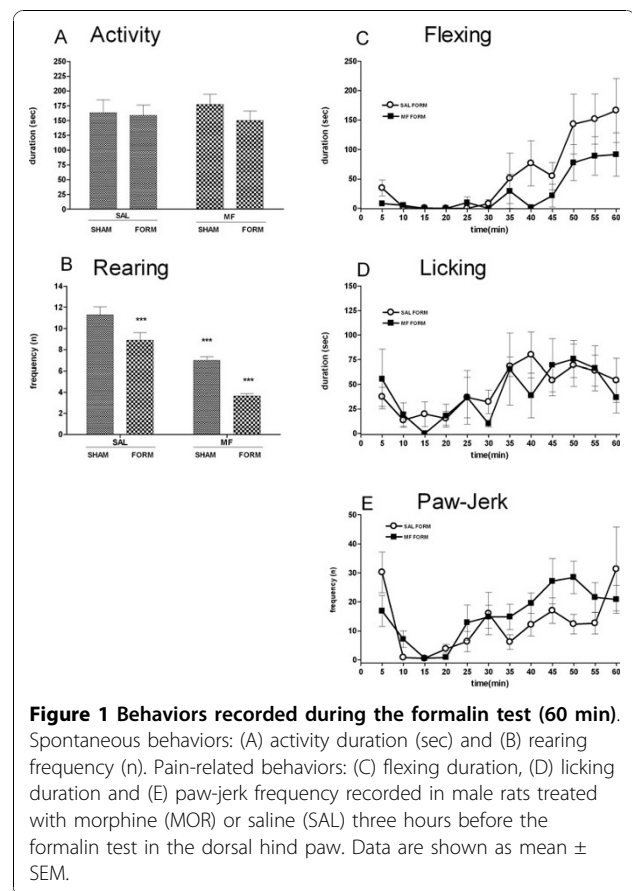 A Activity
duration (sec)
250
225
200
175
150
125
100
75
50
25
0
SAL MF
SHAM FORM SHAM FORM
B Rearing
frequency (n)
14
12
10
8
6
4
2
0
***
***
***
SAL MF
SHAM FORM SHAM FORM
C Flexing
duration (sec)
250
200
150
100
50
0
SAL FORM
MF FORM
0 5 10 15 20 25 30 35 40 45 50 55 60
time(min)
D Licking
duration (sec)
150
125
100
75
50
25
0
SAL FORM
MF FORM
0 5 10 15 20 25 30 35 40 45 50 55 60
time(min)
E Paw-Jerk
frequency (n)
50
40
30
20
10
0
SAL FORM
MF FORM
0 5 10 15 20 25 30 35 40 45 50 55 60
time(min)
Figure 1 Behaviors recorded during the formalin test (60 min).
Spontaneous behaviors: (A) activity duration (sec) and (B) rearing
frequency (n). Pain-related behaviors: (C) flexing duration, (D) licking
duration and (E) paw-jerk frequency recorded in male rats treated
with morphine (MOR) or saline (SAL) three hours before the
formalin test in the dorsal hind paw. Data are shown as mean ±
SEM.